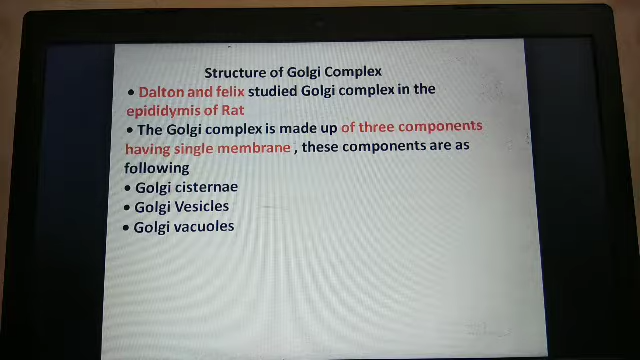 Structure of Golgi Complex
• Dalton and felix studied Golgi complex in the
epididymis of Rat
• The Golgi complex is made up of three components
having single membrane , these components are as
following
• Golgi cisternae
• Golgi Vesicles
• Golgi vacuoles